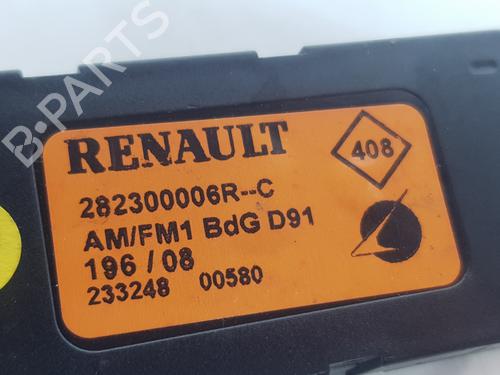 B-PARTS
RENAULT
408
282300006R--C
AM/FM1 BdG D91
196 / 08
233248 00580